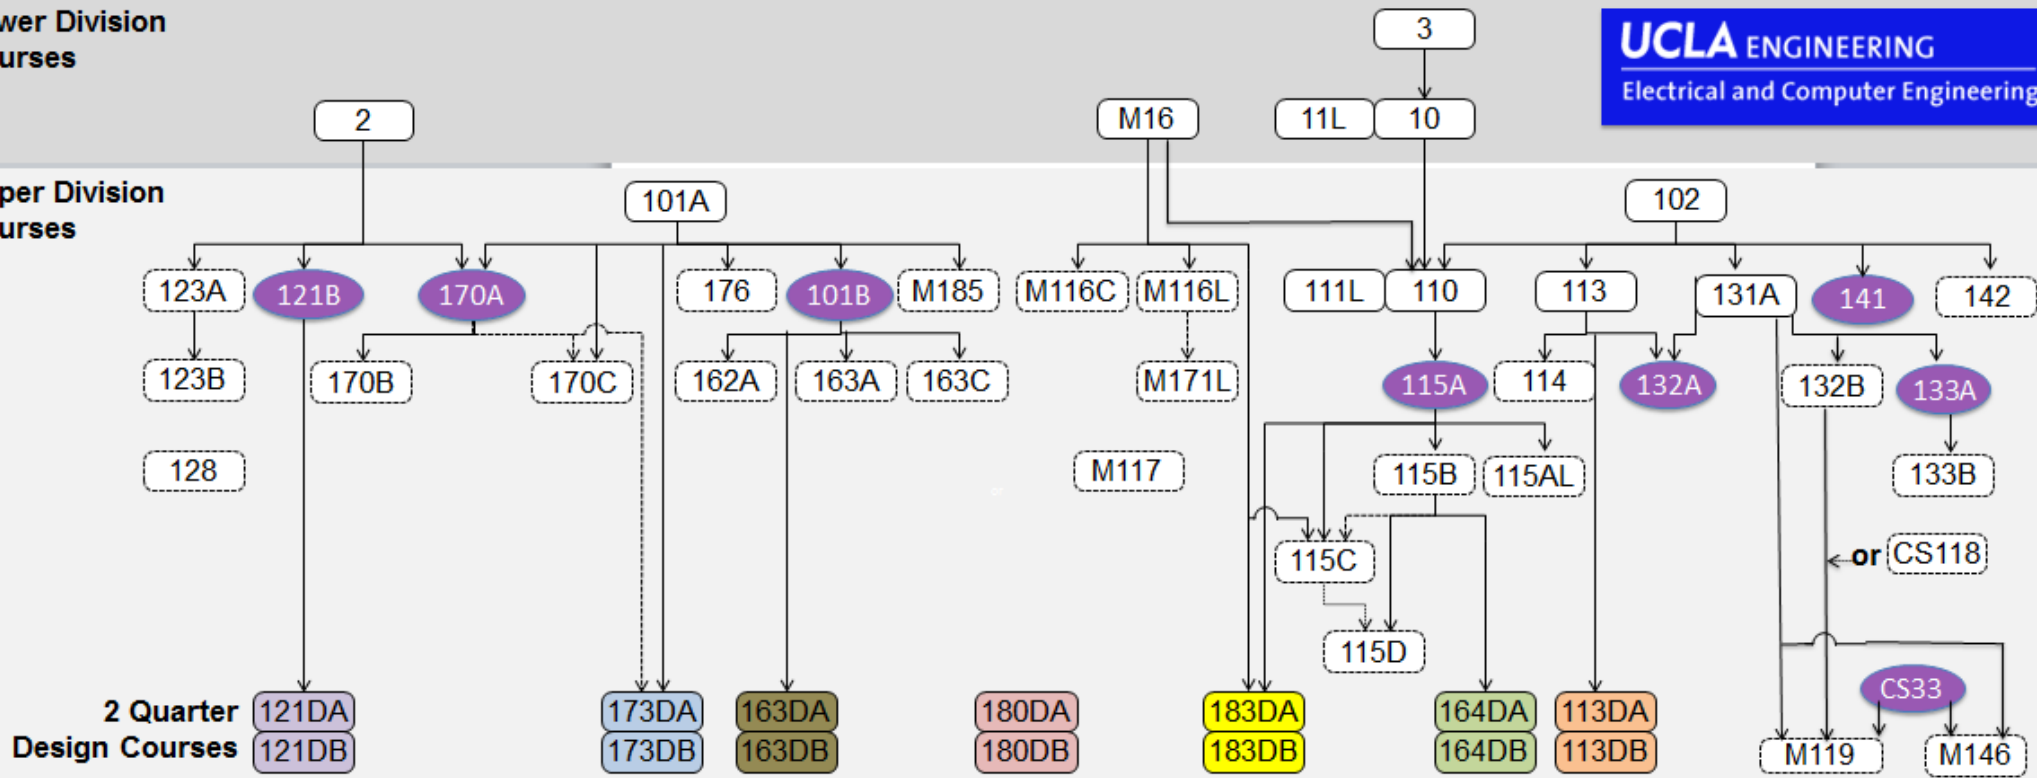 wer Division
urses
3
UCLA ENGINEERING
Electrical and Computer Engineering
2
M16
11L
10
per Division
urses
101A
102
123A
121B
170A
176
101B
M185
M116C
M116L
111L
110
113
131A
141
142
123B
170B
170C
162A
163A
163C
M171L
115A
114
132A
132B
133A
128
M117
115B
115AL
133B
or
115C
or CS118
115D
CS33
2 Quarter
Design Courses
121DA
121DB
173DA
173DB
163DA
163DB
180DA
180DB
183DA
183DB
164DA
164DB
113DA
113DB
M119
M146